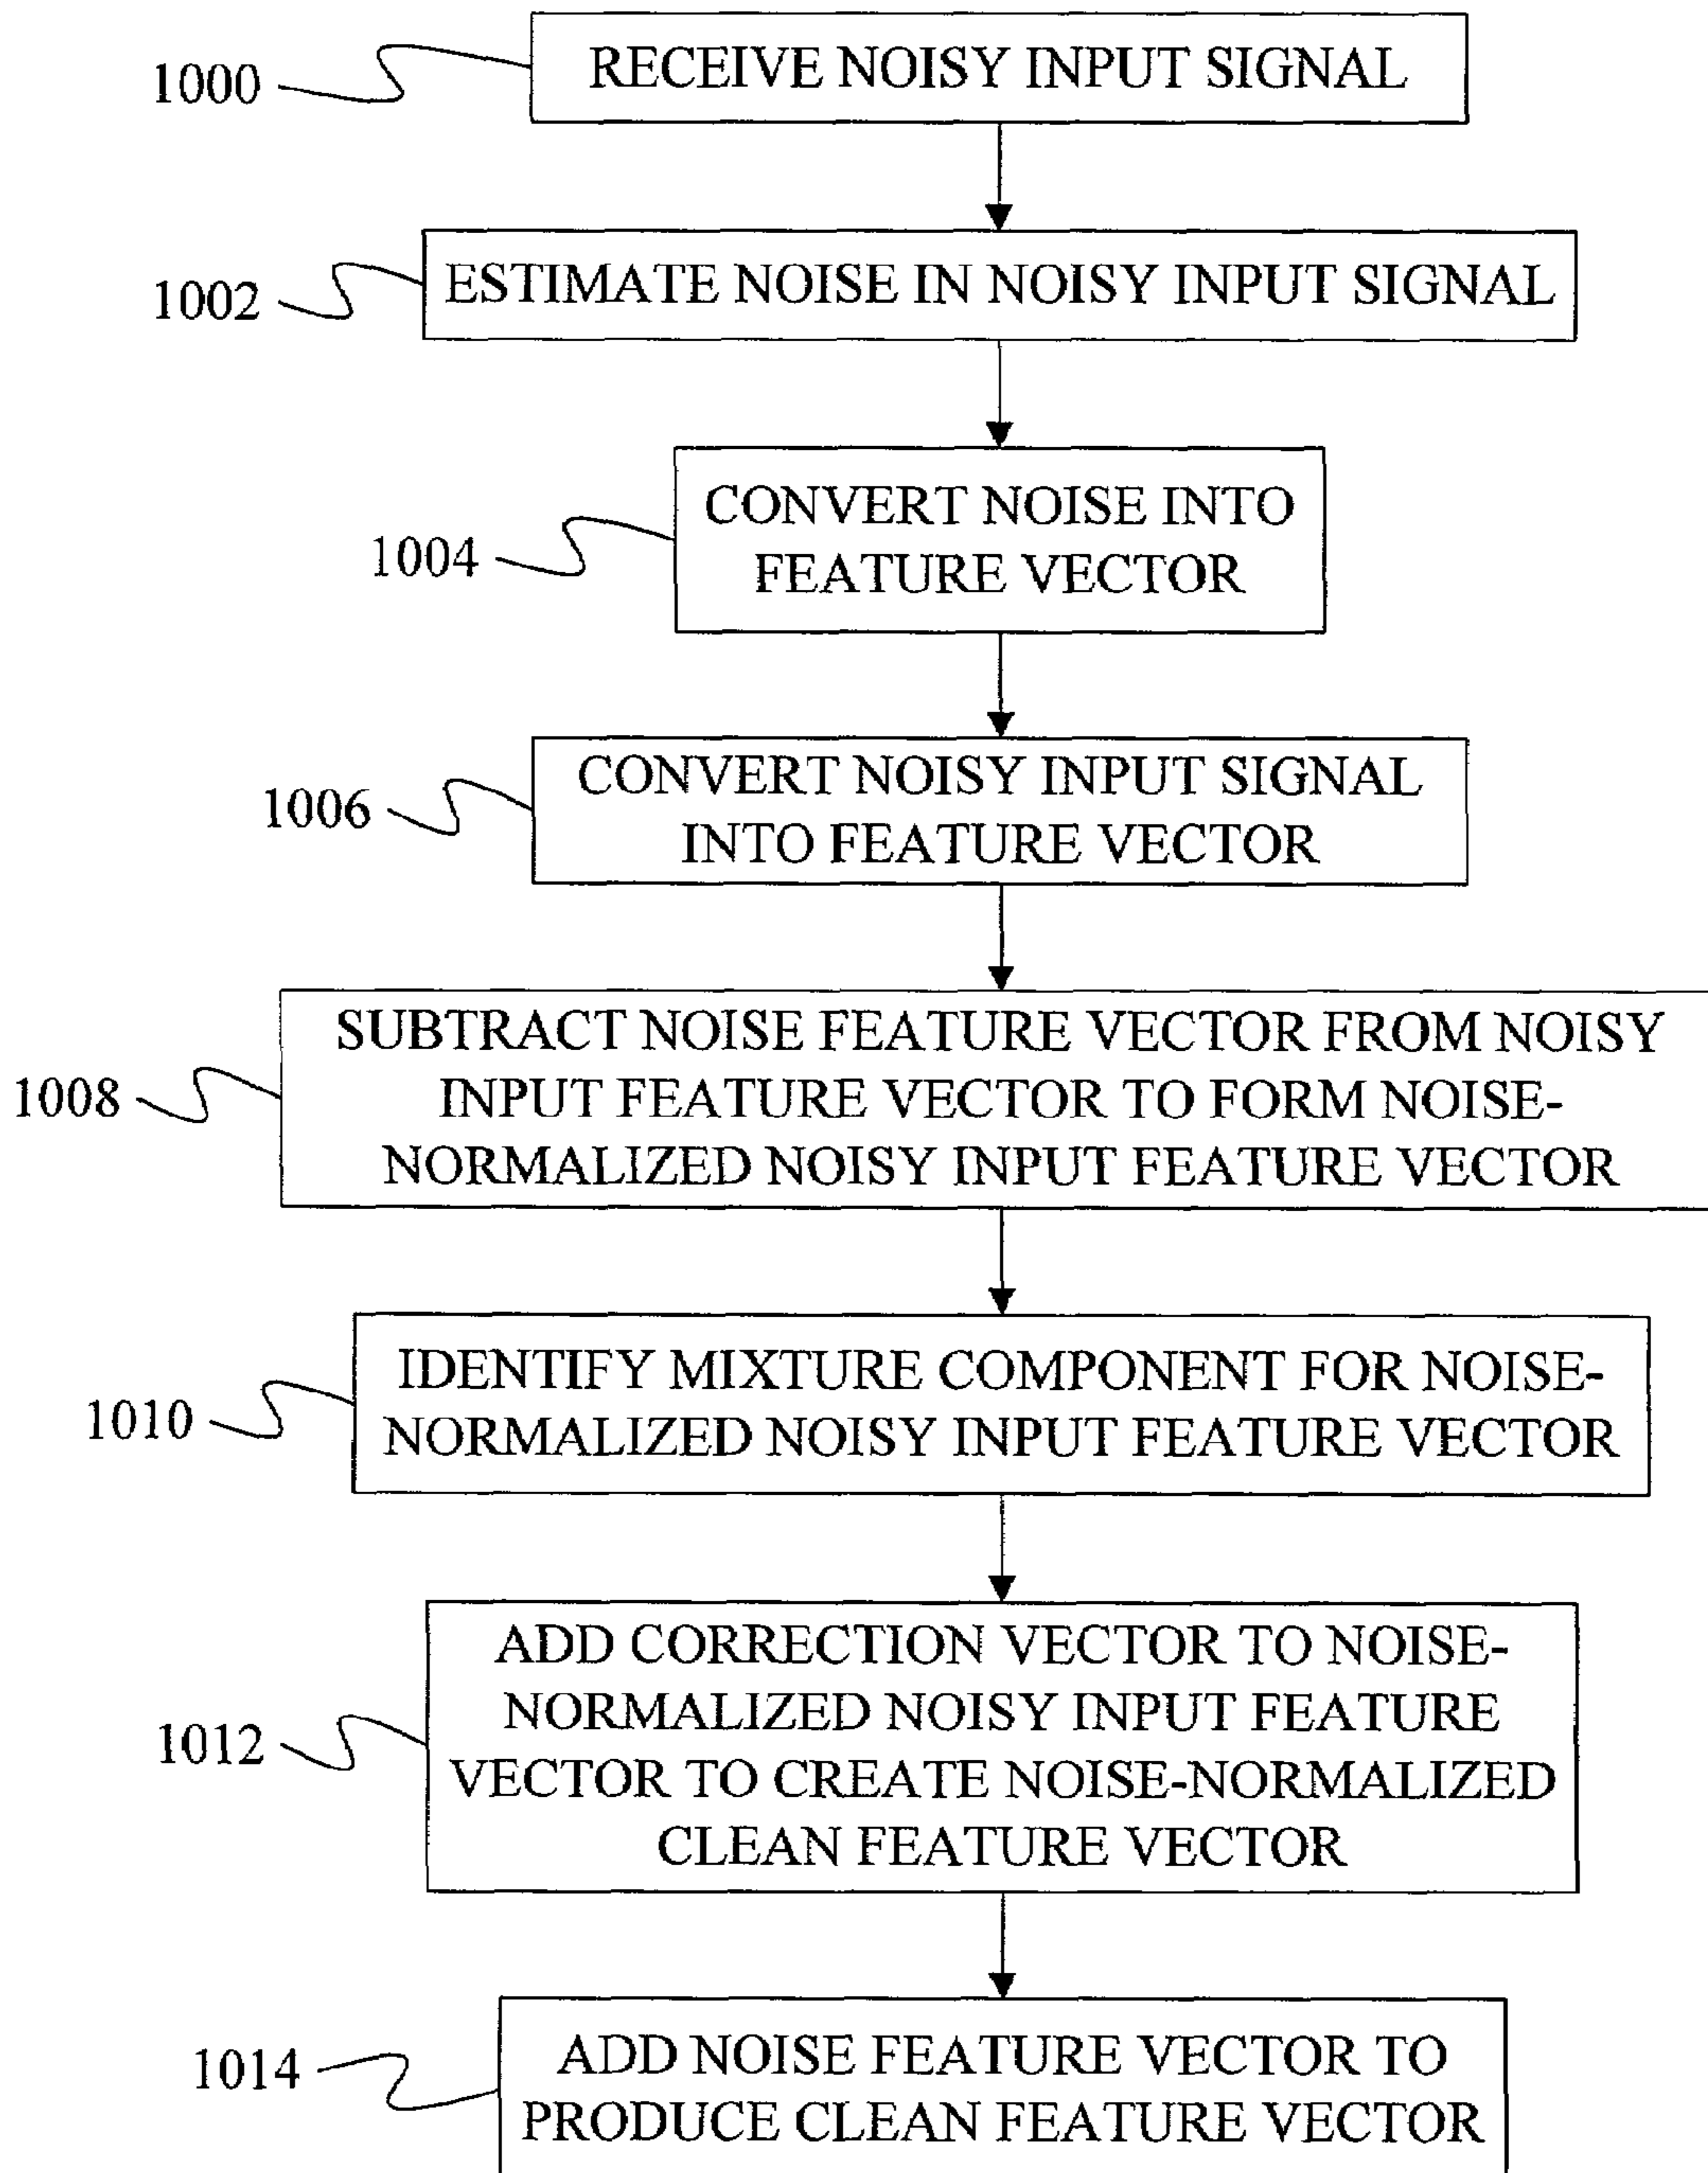 1000
RECEIVE NOISY INPUT SIGNAL
1002
ESTIMATE NOISE IN NOISY INPUT SIGNAL
1004
CONVERT NOISE INTO
FEATURE VECTOR
1006
CONVERT NOISY INPUT SIGNAL
INTO FEATURE VECTOR
1008
SUBTRACT NOISE FEATURE VECTOR FROM NOISY
INPUT FEATURE VECTOR TO FORM NOISE-
NORMALIZED NOISY INPUT FEATURE VECTOR
1010
IDENTIFY MIXTURE COMPONENT FOR NOISE-
NORMALIZED NOISY INPUT FEATURE VECTOR
1012
ADD CORRECTION VECTOR TO NOISE-
NORMALIZED NOISY INPUT FEATURE
VECTOR TO CREATE NOISE-NORMALIZED
CLEAN FEATURE VECTOR
1014
ADD NOISE FEATURE VECTOR TO
PRODUCE CLEAN FEATURE VECTOR